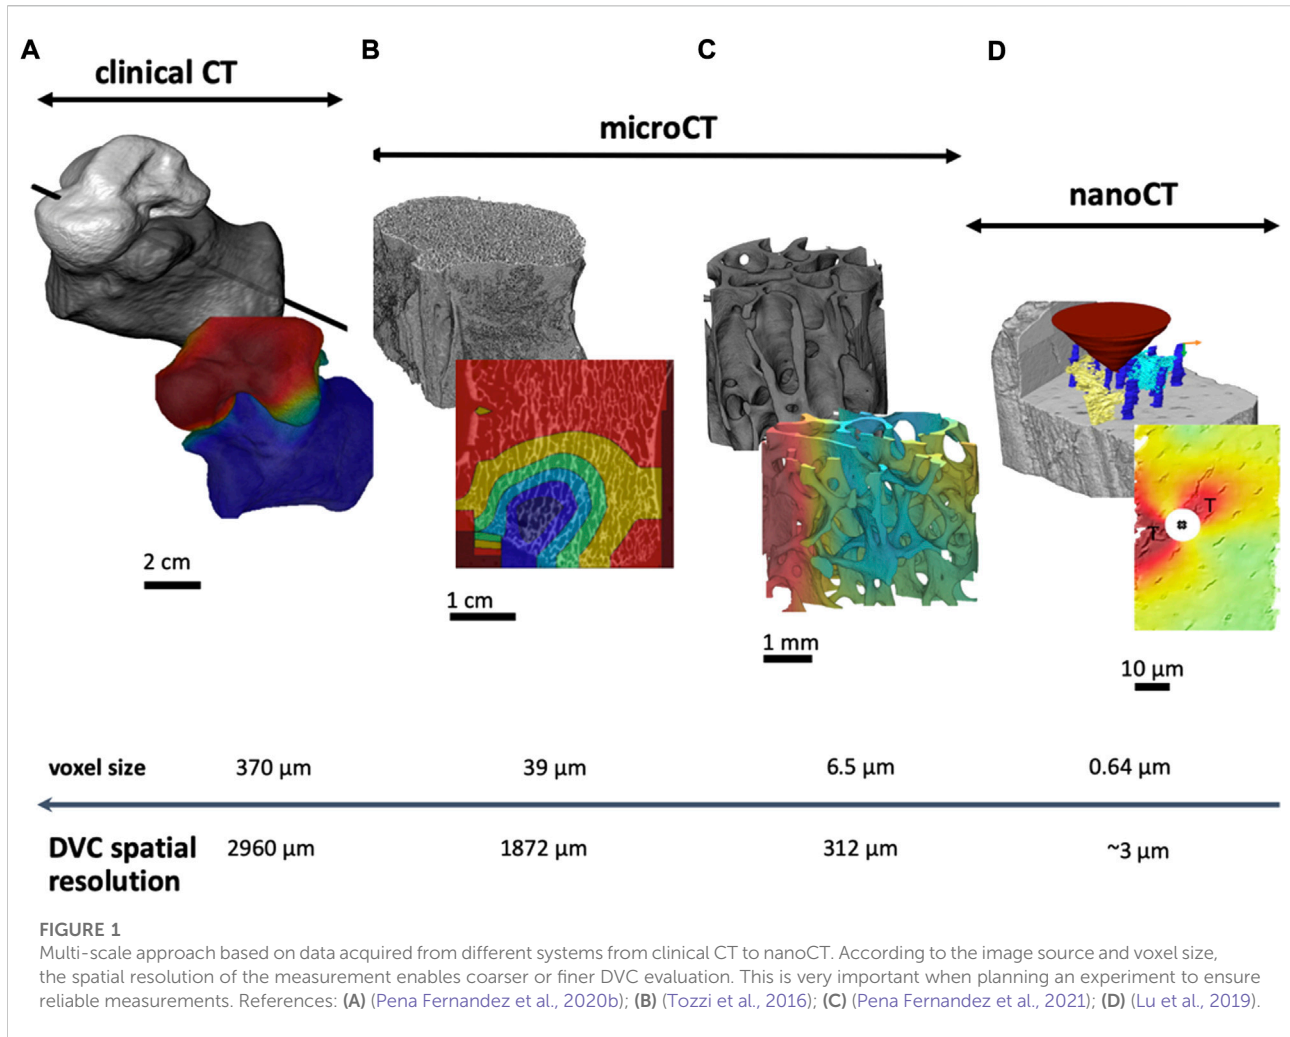 A
B
C
D
clinical CT
microCT
nanoCT
T
T
2 cm
1 cm
1 mm
10 µm
voxel size 370 µm 39 µm 6.5 µm 0.64 µm
DVC spatial
resolution
2960 µm 1872 µm 312 µm ~3 µm
FIGURE 1
Multi-scale approach based on data acquired from different systems from clinical CT to nanoCT. According to the image source and voxel size,
the spatial resolution of the measurement enables coarser or finer DVC evaluation. This is very important when planning an experiment to ensure
reliable measurements. References: (A) (Pena Fernandez et al., 2020b); (B) (Tozzi et al., 2016); (C) (Pena Fernandez et al., 2021); (D) (Lu et al., 2019).